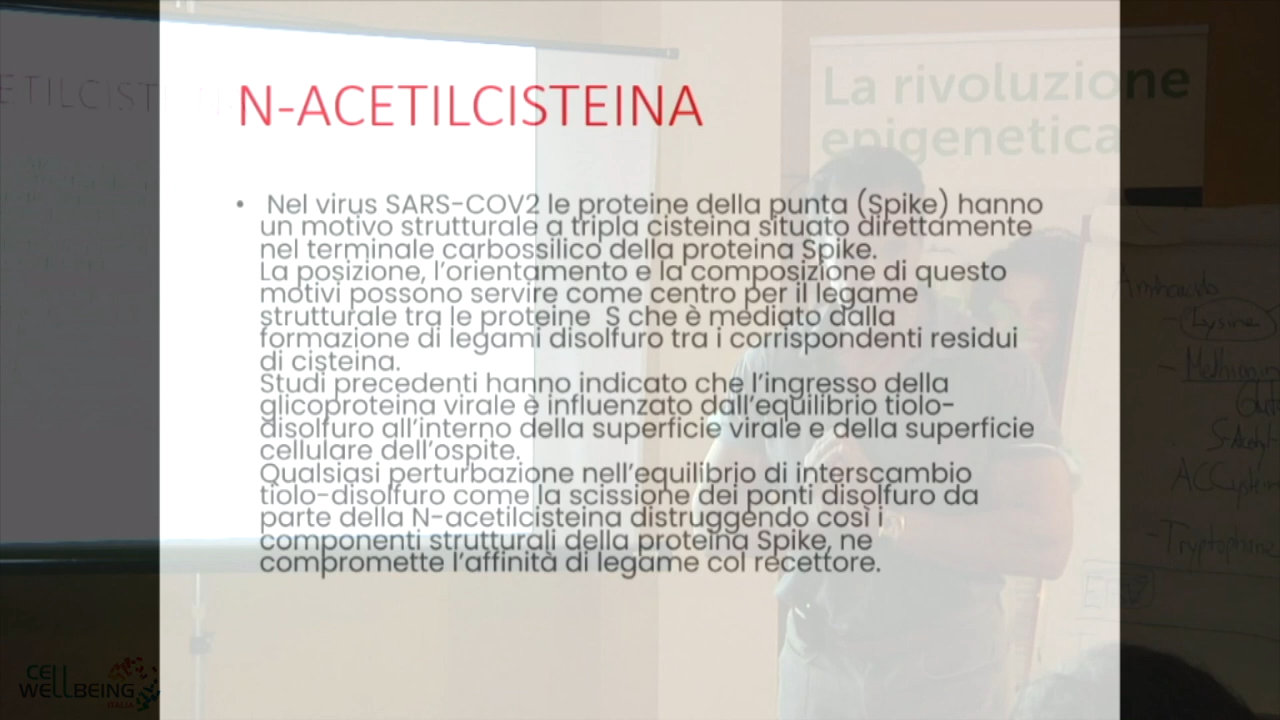 N-ACETILCISTEINA
• Nel virus SARS-COV2 le proteine della punta (Spike) hanno
un motivo strutturale a tripla cisteina situato direttamente
nel terminale carbossilico della proteina Spike.
La posizione, l'orientamento e la composizione di questo
motivi possono servire come centro per il legame
strutturale tra le proteine S che è mediato dalla
formazione di legami disolfuro tra i corrispondenti residui
di cisteina.
Studi precedenti hanno indicato che l'ingresso della
glicoproteina virale è influenzato dall'equilibrio tiolo-
disolfuro all'interno della superficie virale e della superficie
cellulare dell'ospite.
Qualsiasi perturbazione nell'equilibrio di interscambio
tiolo-disolfuro come la scissione dei ponti disolfuro da
parte della N-acetilcisteina distruggendo così i
componenti strutturali della proteina Spike, ne
compromette l'affinità di legame col recettore.
La rivoluzione
epigenetica
ETILCIST
Lysine
CELL
WELLBEING
ITALIA